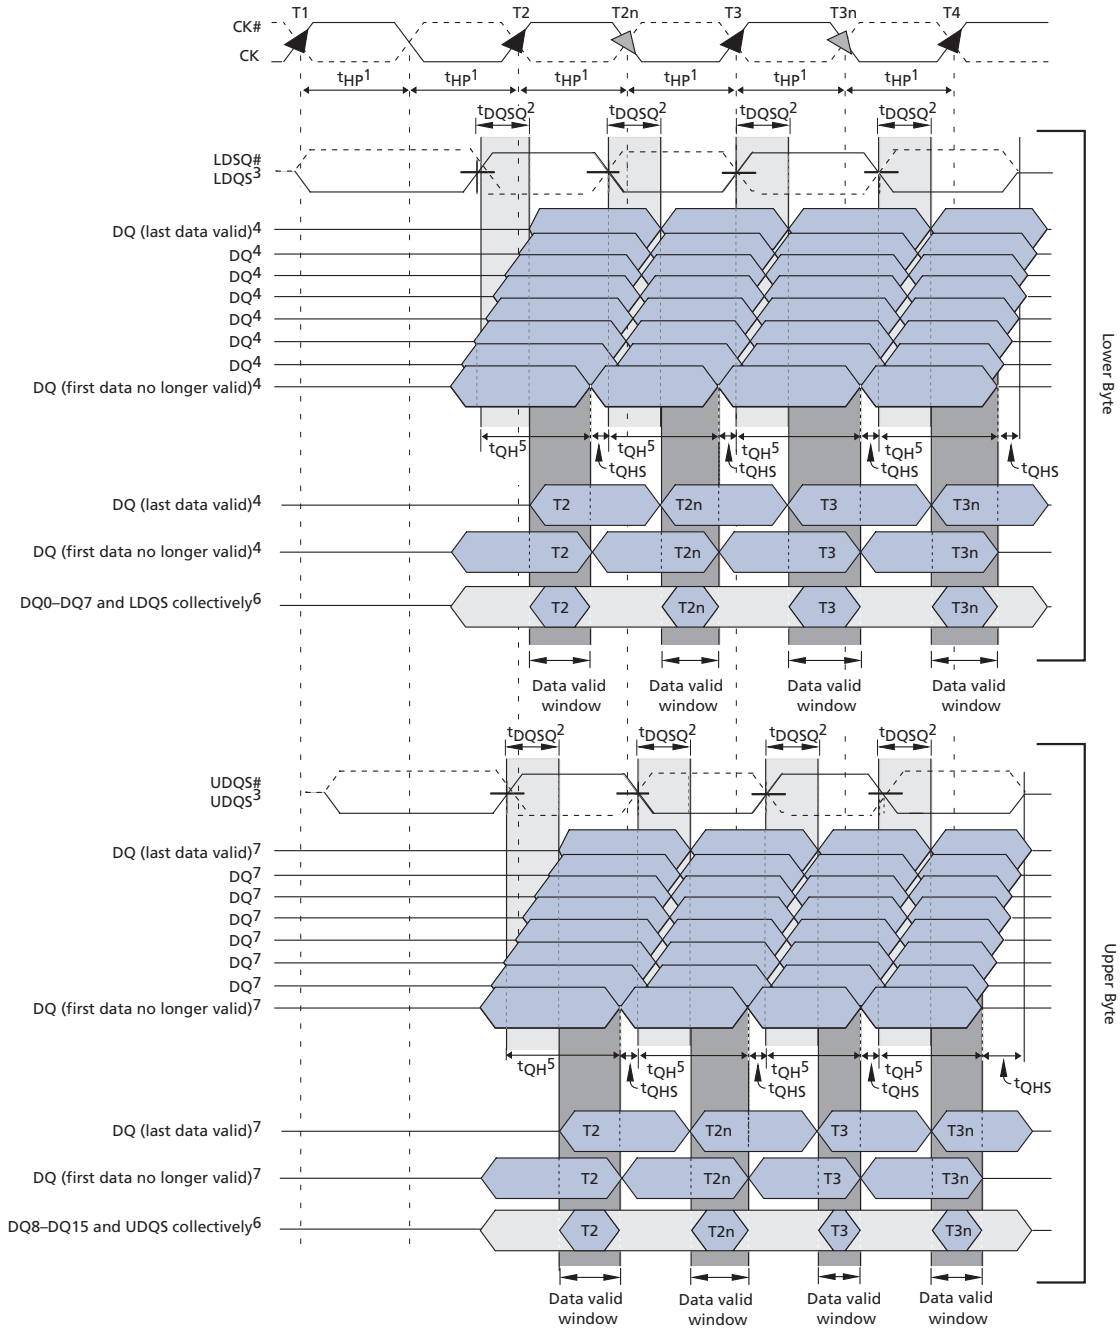 T1 T2 T2n T3 T3n T4
CK#
CK
tHP1 tHP1 tHP1 tHP1 tHP1 tHP1
tDQSQ2 tDQSQ2 tDQSQ2 tDQSQ2
LDSQ#
LDQS3
DQ (last data valid)4
DQ4
DQ4
DQ4
DQ4
DQ4
DQ4
DQ (first data no longer valid)4
Lower Byte
tQH5 tQH5 tQH5 tQH5
tQHS tQHS tQHS tQHS
DQ (last data valid)4 T2 T2n T3 T3n
DQ (first data no longer valid)4 T2 T2n T3 T3n
DQ0–DQ7 and LDQS collectively6 T2 T2n T3 T3n
Data valid window Data valid window Data valid window Data valid window
tDQSQ2 tDQSQ2 tDQSQ2 tDQSQ2
UDQS#
UDQS3
DQ (last data valid)7
DQ7
DQ7
DQ7
DQ7
DQ7
DQ7
DQ (first data no longer valid)7
Upper Byte
tQH5 tQH5 tQH5 tQH5
tQHS tQHS tQHS tQHS
DQ (last data valid)7 T2 T2n T3 T3n
DQ (first data no longer valid)7 T2 T2n T3 T3n
DQ8–DQ15 and UDQS collectively6 T2 T2n T3 T3n
Data valid window Data valid window Data valid window Data valid window